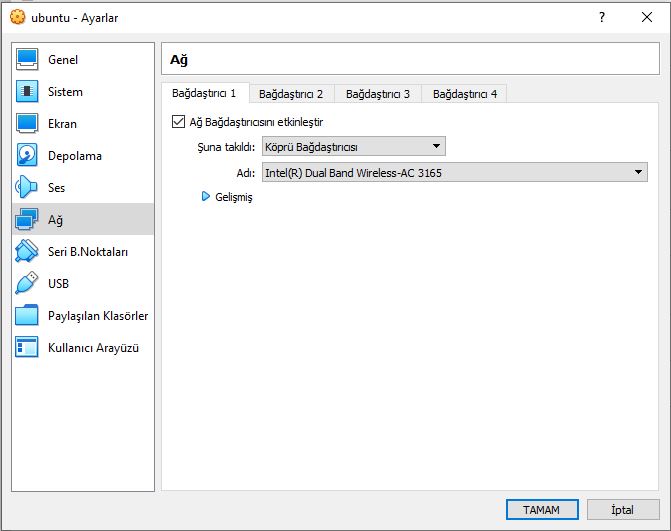 ubuntu - Ayarlar
?
Genel
Sistem
Ekran
Depolama
Ses
Ağ
Seri B.Noktaları
USB
Paylaşılan Klasörler
Kullanıcı Arayüzü
Ağ
Bağdaştırıcı 1 Bağdaştırıcı 2 Bağdaştırıcı 3 Bağdaştırıcı 4
Ağ Bağdaştırıcısını etkinleştir
Şuna takıldı: Köprü Bağdaştırıcısı
Adı: Intel(R) Dual Band Wireless-AC 3165
Gelişmiş
TAMAM İptal